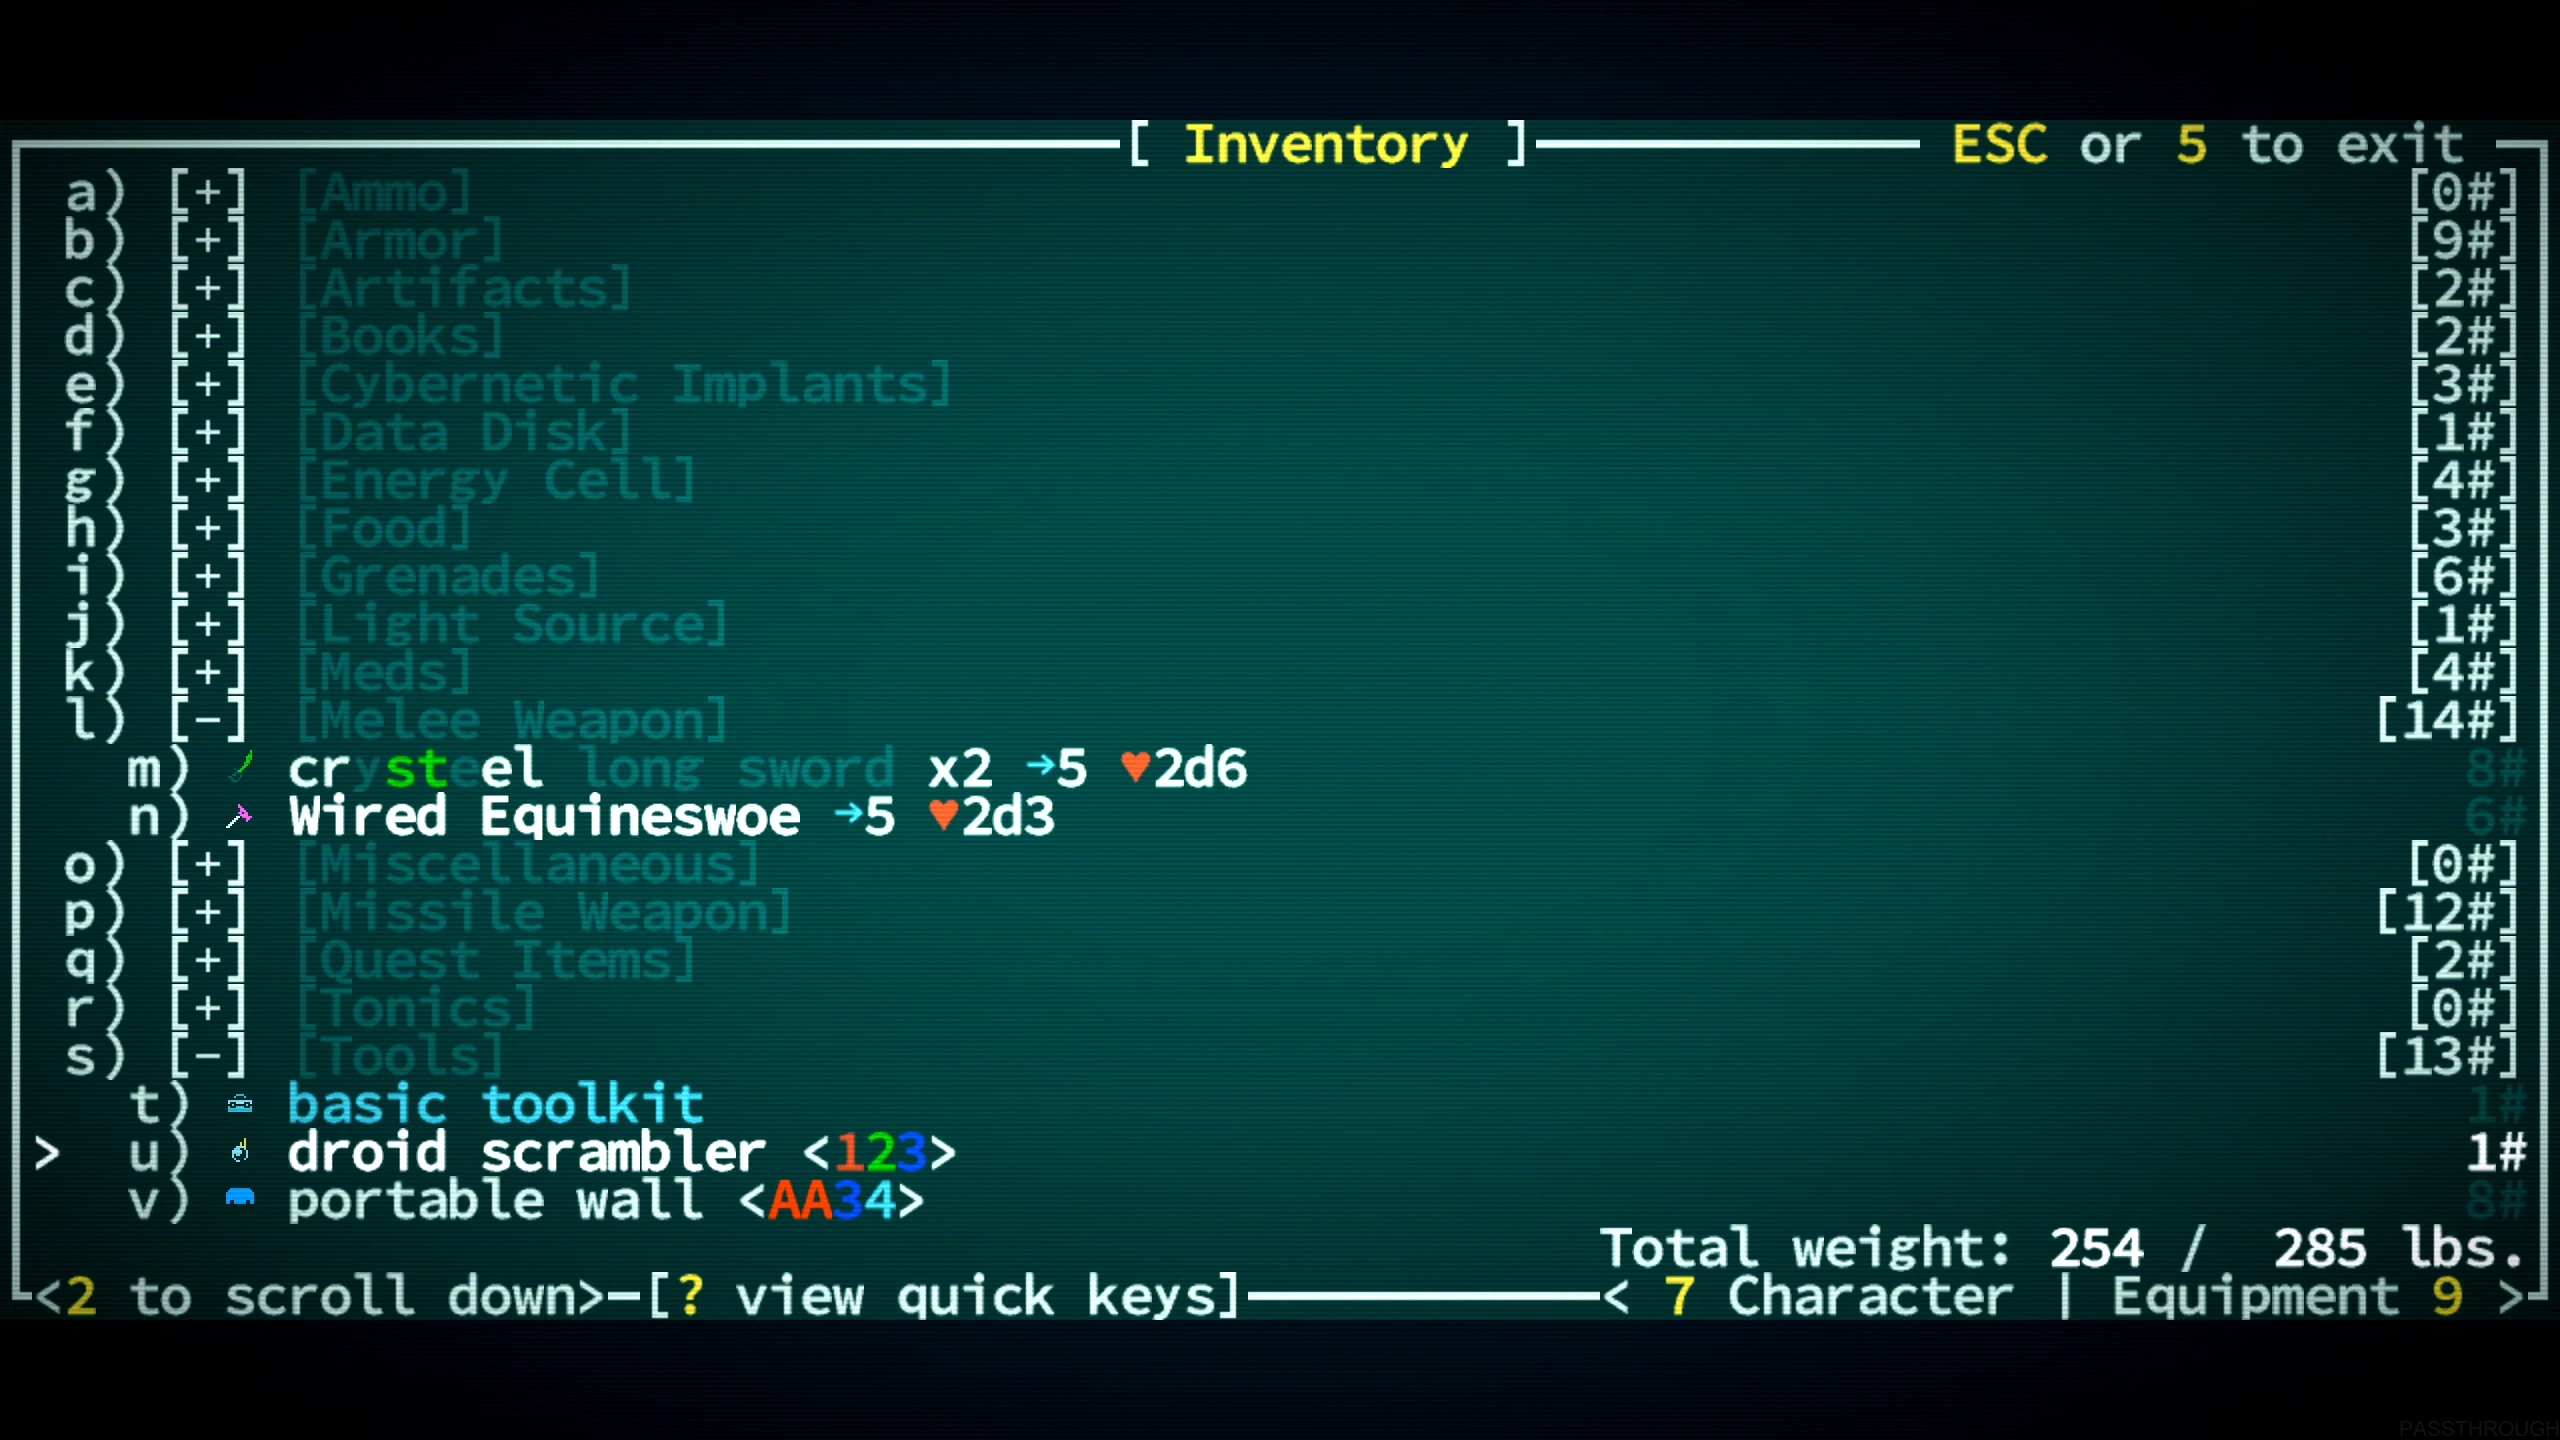 [ Inventory ] ESC or 5 to exit
a) [+] [Ammo] [0#]
b) [+] [Armor] [9#]
c) [+] [Artifacts] [2#]
d) [+] [Books] [2#]
e) [+] [Cybernetic Implants] [3#]
f) [+] [Data Disk] [1#]
g) [+] [Energy Cell] [4#]
h) [+] [Food] [3#]
i) [+] [Grenades] [6#]
j) [+] [Light Source] [1#]
k) [+] [Meds] [4#]
l) [-] [Melee Weapon] [14#]
m) crysteel long sword x2 →5 ♥2d6 8#
n) Wired Equineswoe →5 ♥2d3 6#
o) [+] [Miscellaneous] [0#]
p) [+] [Missile Weapon] [12#]
q) [+] [Quest Items] [2#]
r) [+] [Tonics] [0#]
s) [-] [Tools] [13#]
t) basic toolkit 1#
> u) droid scrambler <123> 1#
v) portable wall <AA34> 8#
Total weight: 254 / 285 lbs.
<2 to scroll down> [? view quick keys] < 7 Character | Equipment 9 >
PASSTHROUGH